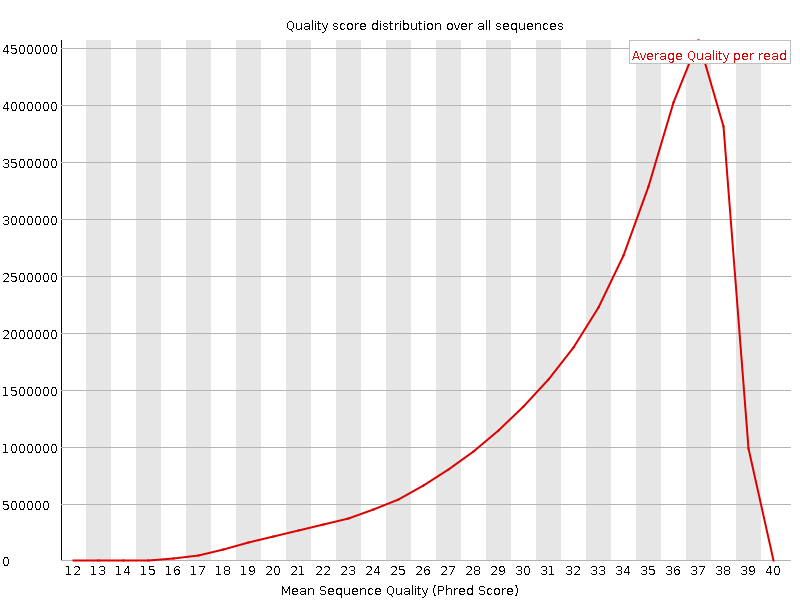 Quality score distribution over all sequences
Average Quality per read
4500000
4000000
3500000
3000000
2500000
2000000
1500000
1000000
500000
0
12 13 14 15 16 17 18 19 20 21 22 23 24 25 26 27 28 29 30 31 32 33 34 35 36 37 38 39 40
Mean Sequence Quality (Phred Score)